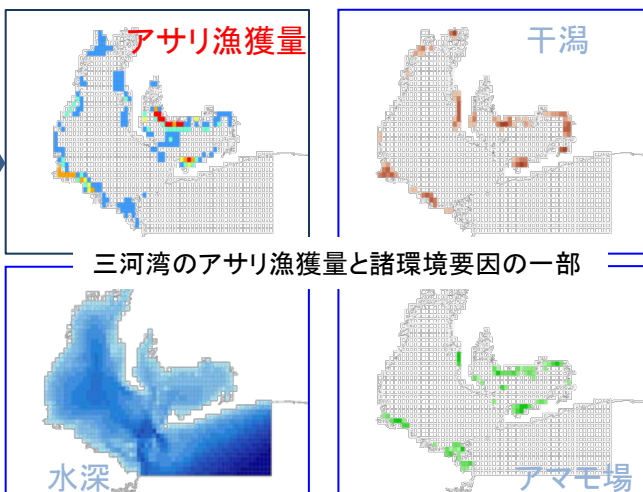 アサリ漁獲量
干潟
三河湾のアサリ漁獲量と諸環境要因の一部
水深
アマモ場